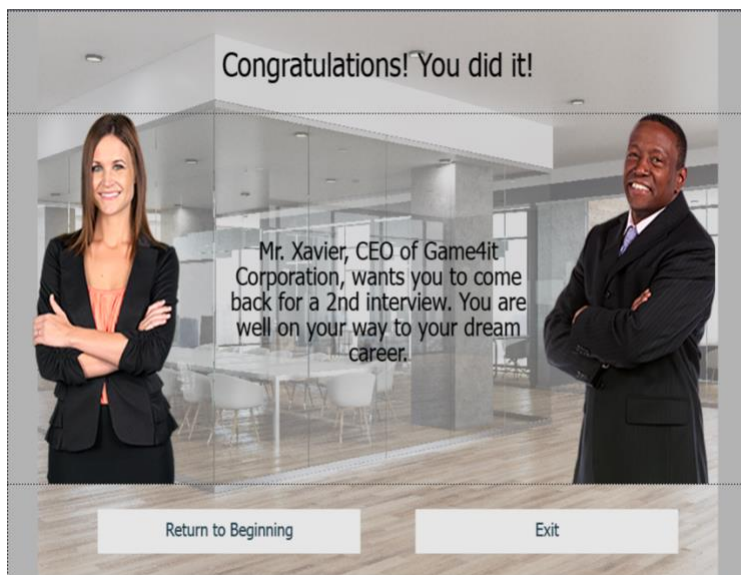 Congratulations! You did it!
Mr. Xavier, CEO of Game4it
Corporation, wants you to come
back for a 2nd interview. You are
well on your way to your dream
career.
Return to Beginning
Exit